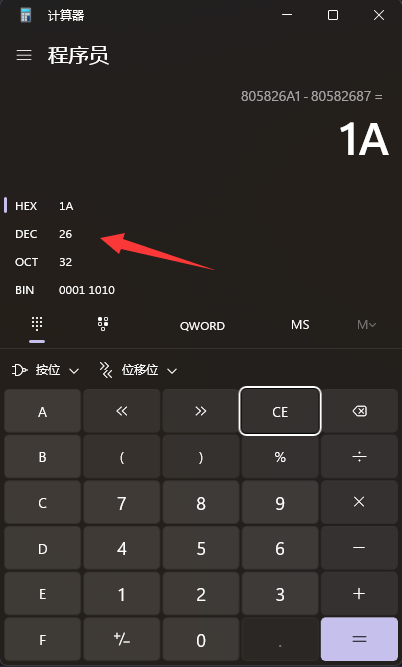 计算器
程序员
805826A1 - 80582687 =
1A
HEX 1A
DEC 26
OCT 32
BIN 0001 1010
QWORD MS M
按位 位移位
A << >> CE
B ( ) % ÷
C 7 8 9 ×
D 4 5 6 −
E 1 2 3 +
F +/− 0 . =